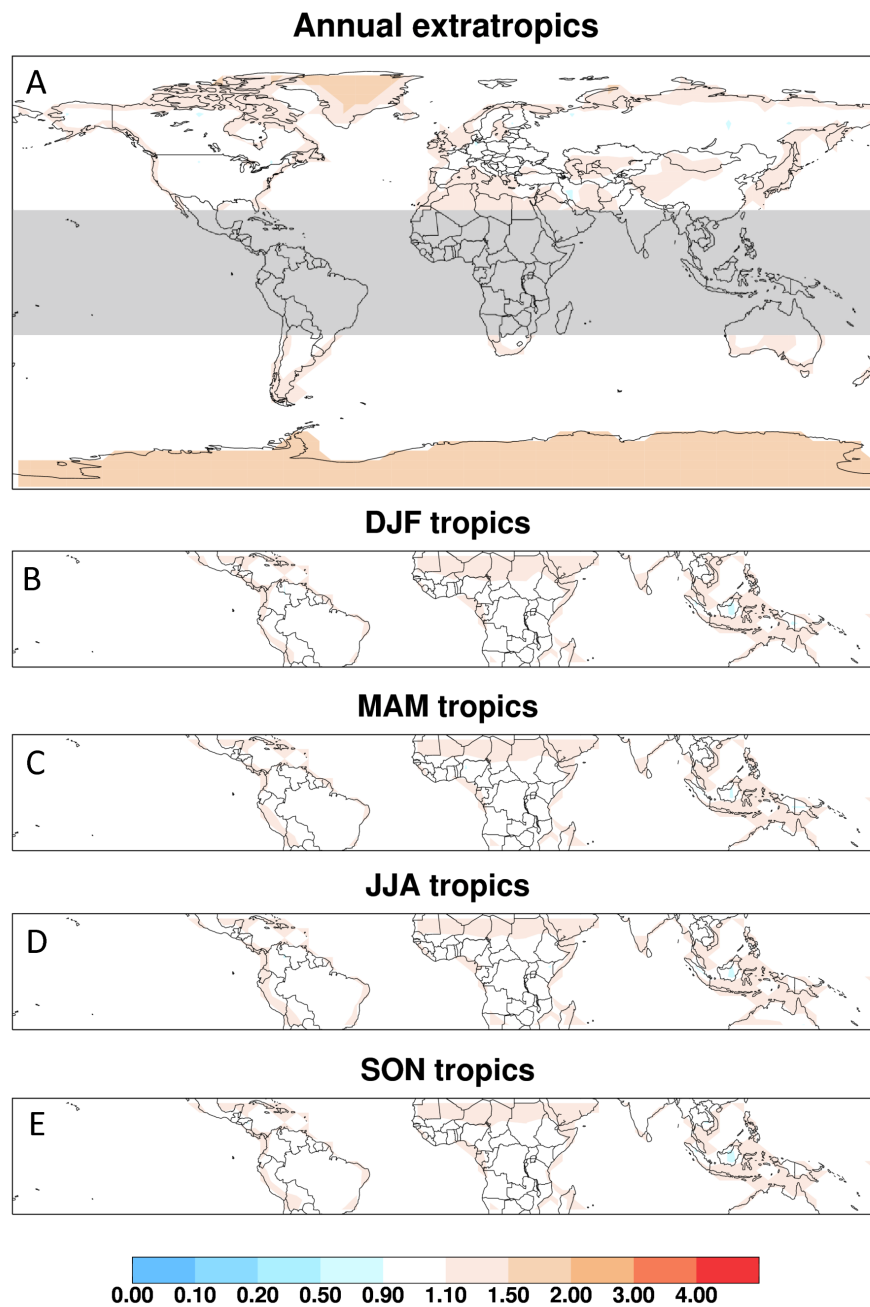 Annual extratropics
A
DJF tropics
B
MAM tropics
C
JJA tropics
D
SON tropics
E
0.00 0.10 0.20 0.50 0.90 1.10 1.50 2.00 3.00 4.00